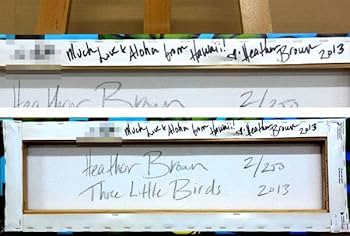 Much Luck Aloha from Hawaii! Heather Brown 2013
Heather Brown 2/250
Much Luck Aloha from Hawaii! Heather Brown 2013
Heather Brown 2/250
Three Little Birds 2013